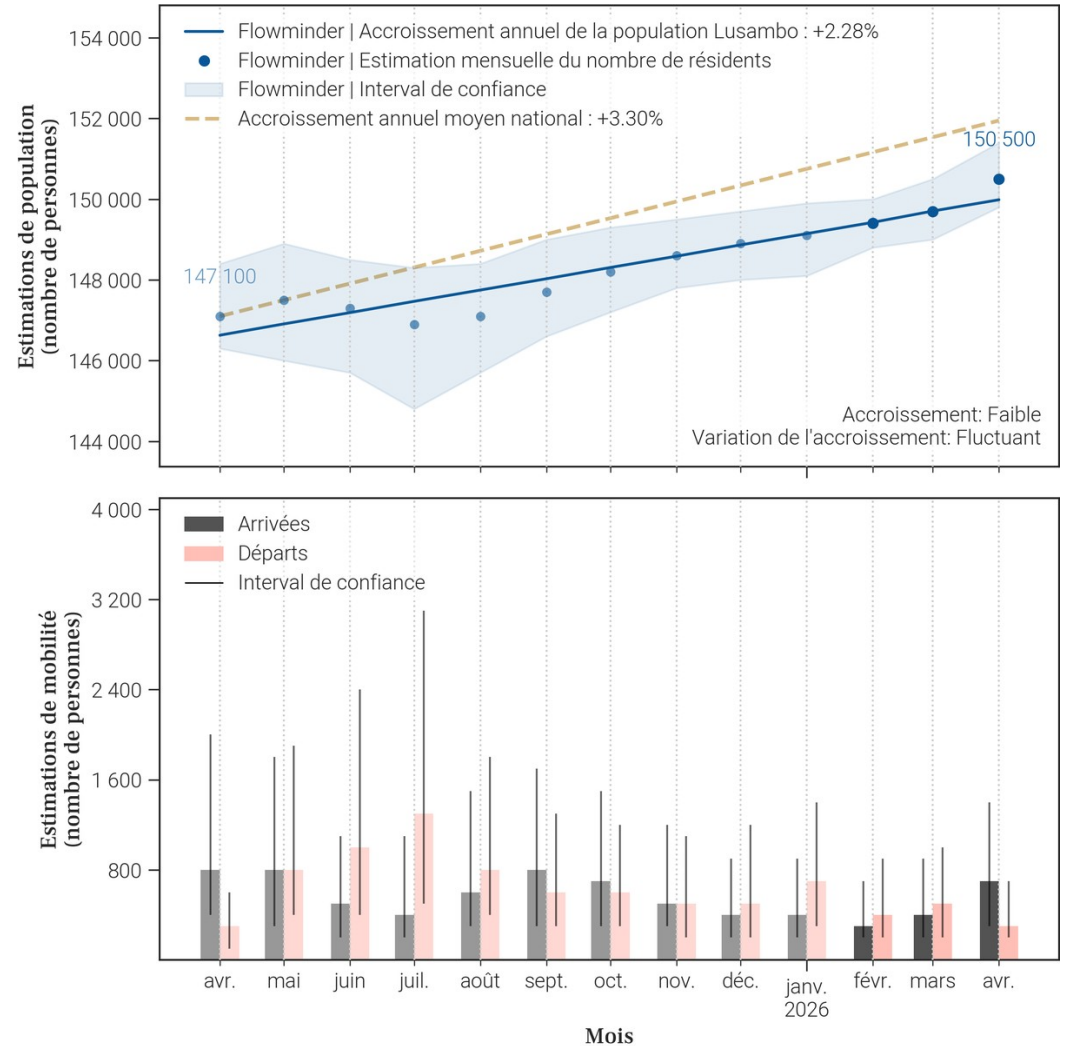 Flowminder | Accroissement annuel de la population Lusambo : +2.28%
Flowminder | Estimation mensuelle du nombre de résidents
Flowminder | Interval de confiance
Accroissement annuel moyen national : +3.30%
154 000
152 000
150 000
148 000
146 000
144 000
Estimations de population
(nombre de personnes)
147 100
150 500
Accroissement: Faible
Variation de l'accroissement: Fluctuant
Arrivées
Départs
Interval de confiance
4 000
3 200
2 400
1 600
800
Estimations de mobilité
(nombre de personnes)
avr. mai juin juil. août sept. oct. nov. déc. janv. févr. mars avr.
2026
Mois